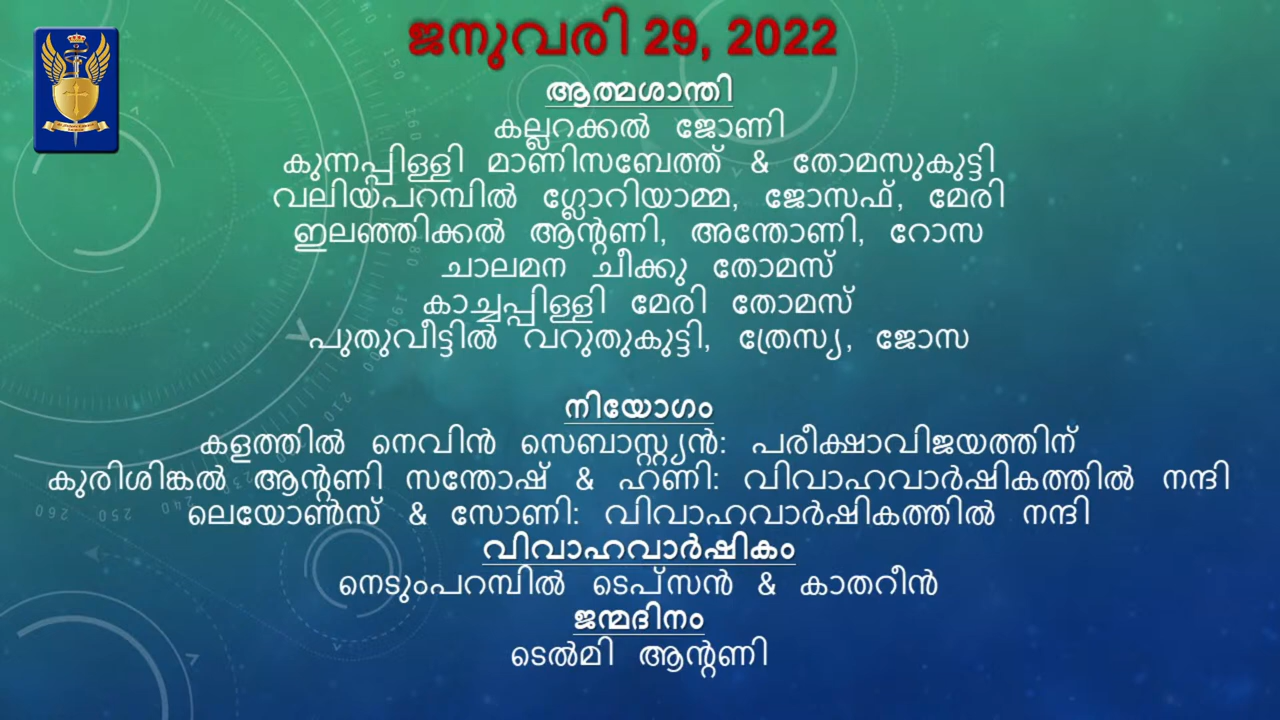 ജനുവരി 29, 2022
ആത്മശാന്തി
കല്ലറക്കൽ ജോണി
കുന്നപ്പിള്ളി മാണിസബേത്ത് & തോമസുകുട്ടി
വലിയപറമ്പിൽ ഗ്ലോറിയാമ്മ, ജോസഫ്, മേരി
ഇലഞ്ഞിക്കൽ ആന്റണി, അന്തോണി, റോസ
ചാലമന ചീക്കു തോമസ്
കാച്ചപ്പിള്ളി മേരി തോമസ്
പുതുവീട്ടിൽ വറുതുകുട്ടി, ത്രേസ്യ, ജോസ
നിയോഗം
കളത്തിൽ നെവിൻ സെബാസ്റ്റ്യൻ: പരീക്ഷാവിജയത്തിന്
കുരിശിങ്കൽ ആന്റണി സന്തോഷ് & ഹണി: വിവാഹവാർഷികത്തിൽ നന്ദി
ലെയോൺസ് & സോണി: വിവാഹവാർഷികത്തിൽ നന്ദി
വിവാഹവാർഷികം
നെടുംപറമ്പിൽ ടെപ്സൻ & കാതറീൻ
ജന്മദിനം
ടെൽമി ആന്റണി